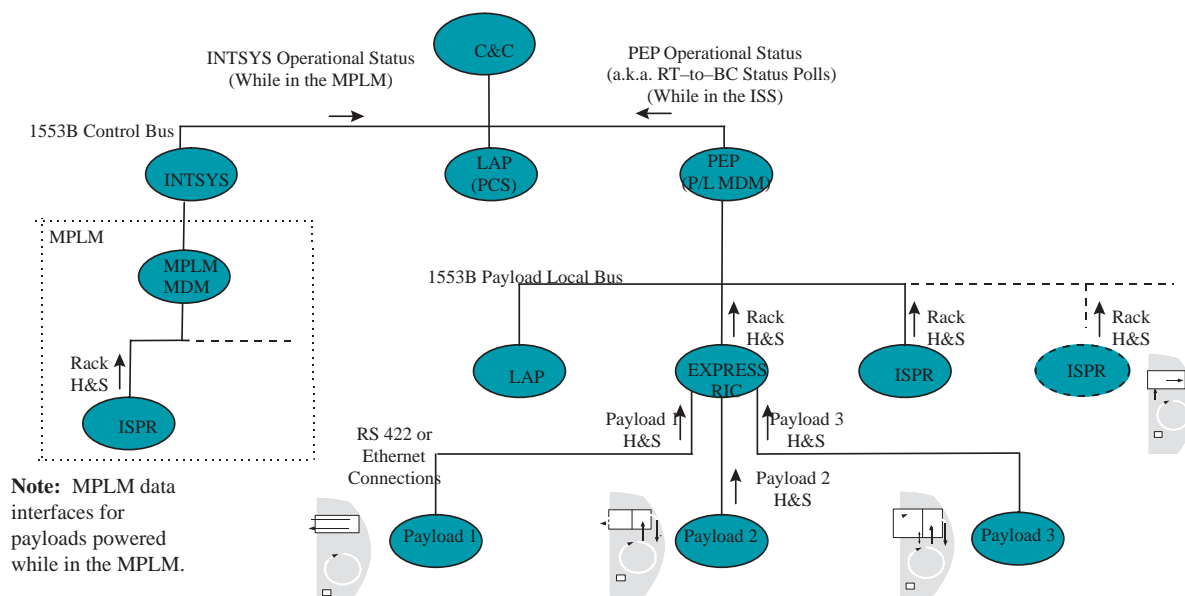 C&C
INTSYS Operational Status
(While in the MPLM)
PEP Operational Status
(a.k.a. RT–to–BC Status Polls)
(While in the ISS)
1553B Control Bus
INTSYS
LAP
(PCS)
PEP
(P/L MDM)
MPLM
MPLM
MDM
1553B Payload Local Bus
Rack
H&S
Rack
H&S
Rack
H&S
Rack
H&S
LAP
EXPRESS
RIC
ISPR
ISPR
ISPR
Payload 1
H&S
Payload 3
H&S
RS 422 or
Ethernet
Connections
Payload 2
H&S
Note: MPLM data
interfaces for
payloads powered
while in the MPLM.
Payload 1
Payload 2
Payload 3